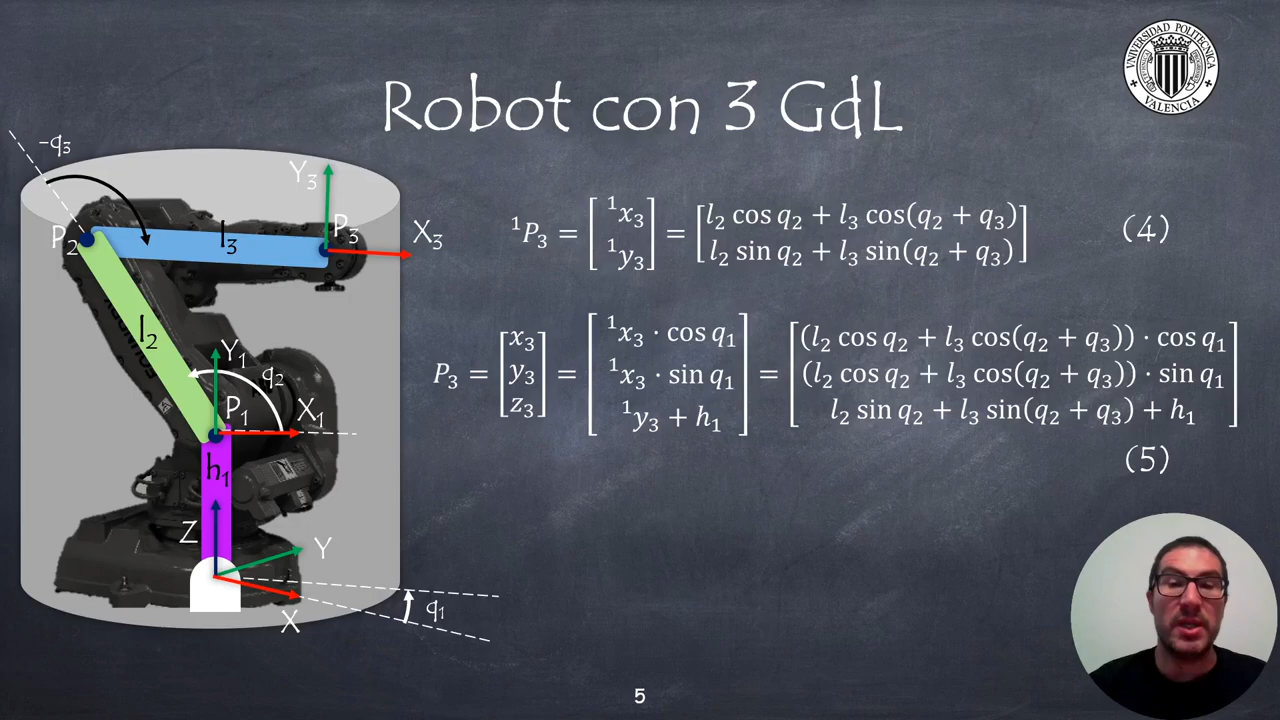 UNIVERSIDAD POLITECNICA
VALENCIA
Robot con 3 GdL
-q₃
Y₃
P₂
l₃
P₃
X₃
¹P₃ = [¹x₃ ¹y₃] = [l₂ cos q₂ + l₃ cos(q₂ + q₃)
l₂ sin q₂ + l₃ sin(q₂ + q₃)]
(4)
l₂
Y₁
q₂
P₁
X₁
P₃ = [x₃ y₃ z₃] = [¹x₃ · cos q₁ ¹x₃ · sin q₁ ¹y₃ + h₁] = [(l₂ cos q₂ + l₃ cos(q₂ + q₃)) · cos q₁
(l₂ cos q₂ + l₃ cos(q₂ + q₃)) · sin q₁
l₂ sin q₂ + l₃ sin(q₂ + q₃) + h₁]
(5)
h₁
Z
Y
X
q₁
5